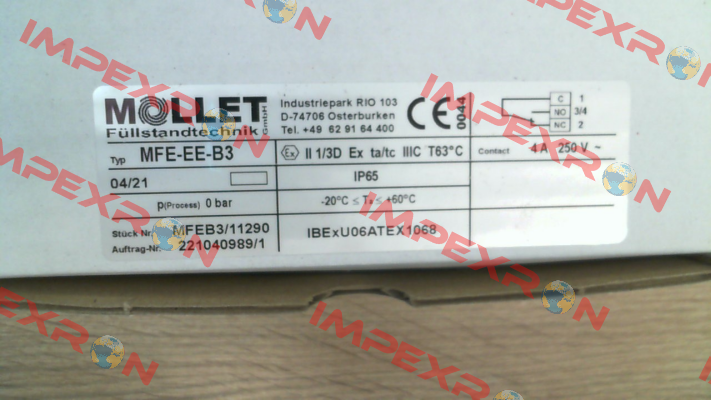 MOLLET
GmbH
Füllstandtechnik
Industriepark RIO 103
D-74706 Osterburken
Tel. +49 62 91 64 400
CE 0044
C 1
NO 3/4
NC 2
Typ MFE-EE-B3
Ex II 1/3D Ex ta/tc IIIC T63°C
Contact 4 A 250 V ~
04/21
IP65
p(Process) 0 bar
-20°C ≤ Ta ≤ +60°C
Stück Nr. MFEB3/11290
Auftrag-Nr. 221040989/1
IBExU06ATEX1068
IMPEXRON
IMPEXRON
IMPEXRON
IMPEXRON
IMPEXRON
IMPEXRON
IMPEXRON